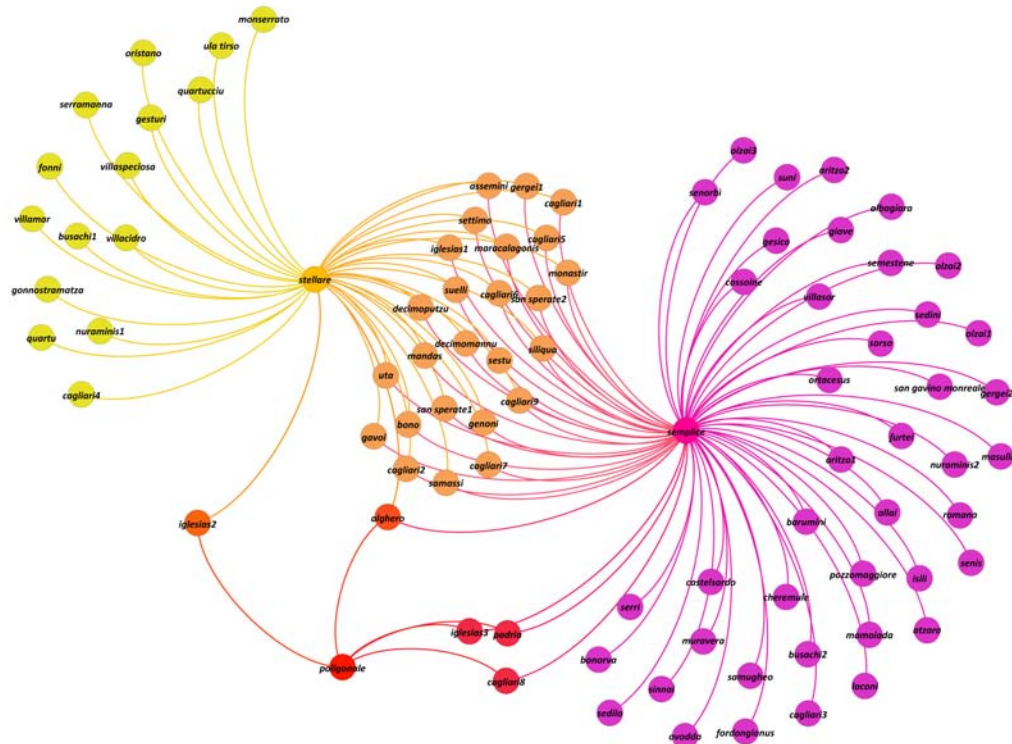 monserrato
ula tirso
oristano
quartucciu
serramanna
gesturi
fonni
villaspeciosa
villamar
busachi1
villacidro
stellare
gonnostramatza
nuraminis1
quartu
cagliari4
assemini
gergei1
cagliari1
settimo
iglesias1
maracalagonis
cagliari5
monastir
suelli
cagliari6
san sperate2
decimoputzu
decimomannu
siliqua
mandas
sestu
uta
san sperate1
cagliari9
gavoi
bono
genoni
cagliari2
cagliari7
samassi
olzai3
senorbì
suni
aritzo2
albagiara
gesico
giave
cossoine
semestene
olzai2
villasor
sedini
olzai1
sorso
ortacesus
san gavino monreale
gergei2
semplice
furtei
masullas
aritzo1
nuraminis2
iglesias2
alghero
barumini
allai
romana
senis
castelsardo
pozzomaggiore
isili
cheremule
serri
iglesias3
padria
muravera
mamoiada
atzara
poligonale
cagliari8
bonorva
busachi2
sinnai
samugheo
laconi
sedilo
cagliari3
ovodda
fordongianus